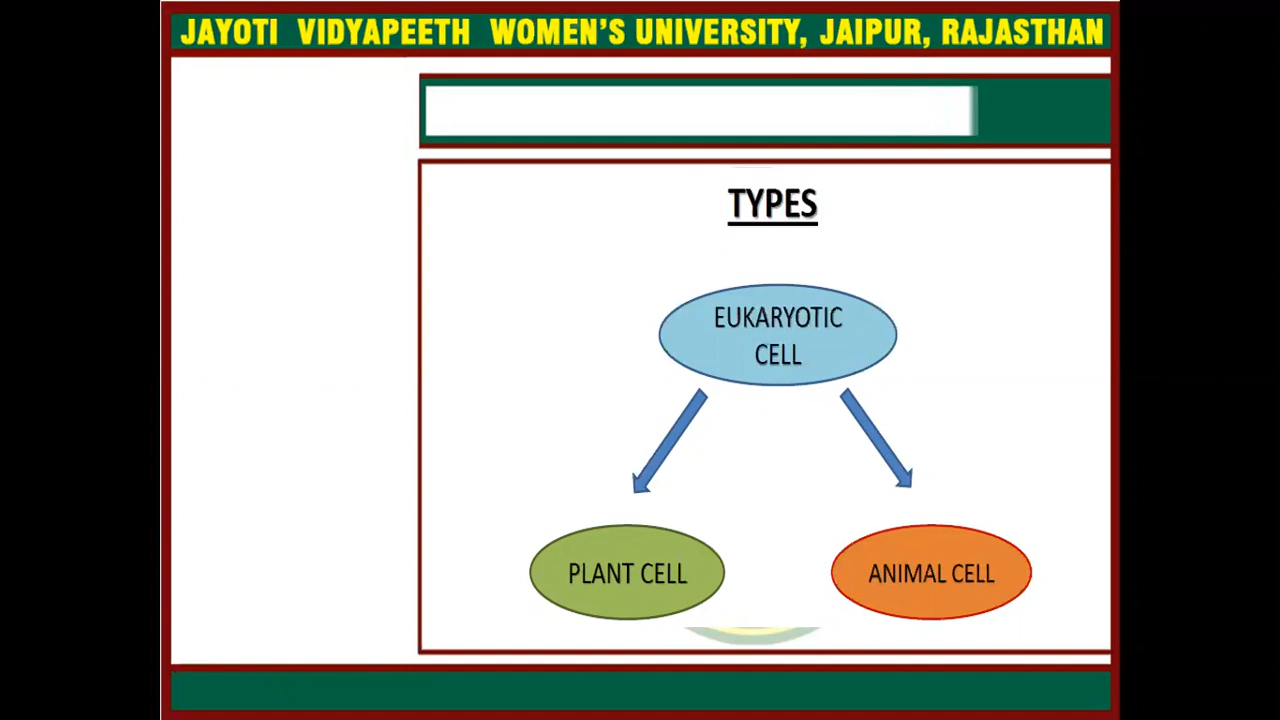 JAYOTI VIDYAPEETH WOMEN'S UNIVERSITY, JAIPUR, RAJASTHAN
TYPES
EUKARYOTIC
CELL
PLANT CELL
ANIMAL CELL